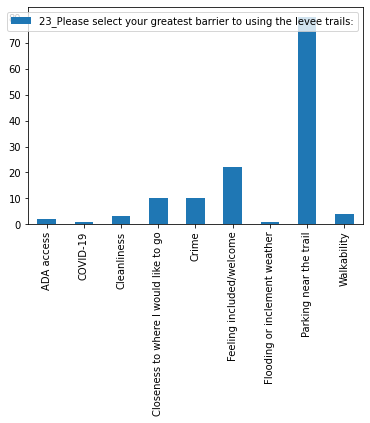 23_Please select your greatest barrier to using the levee trails:
80
70
60
50
40
30
20
10
0
ADA access
COVID-19
Cleanliness
Closeness to where I would like to go
Crime
Feeling included/welcome
Flooding or inclement weather
Parking near the trail
Walkability